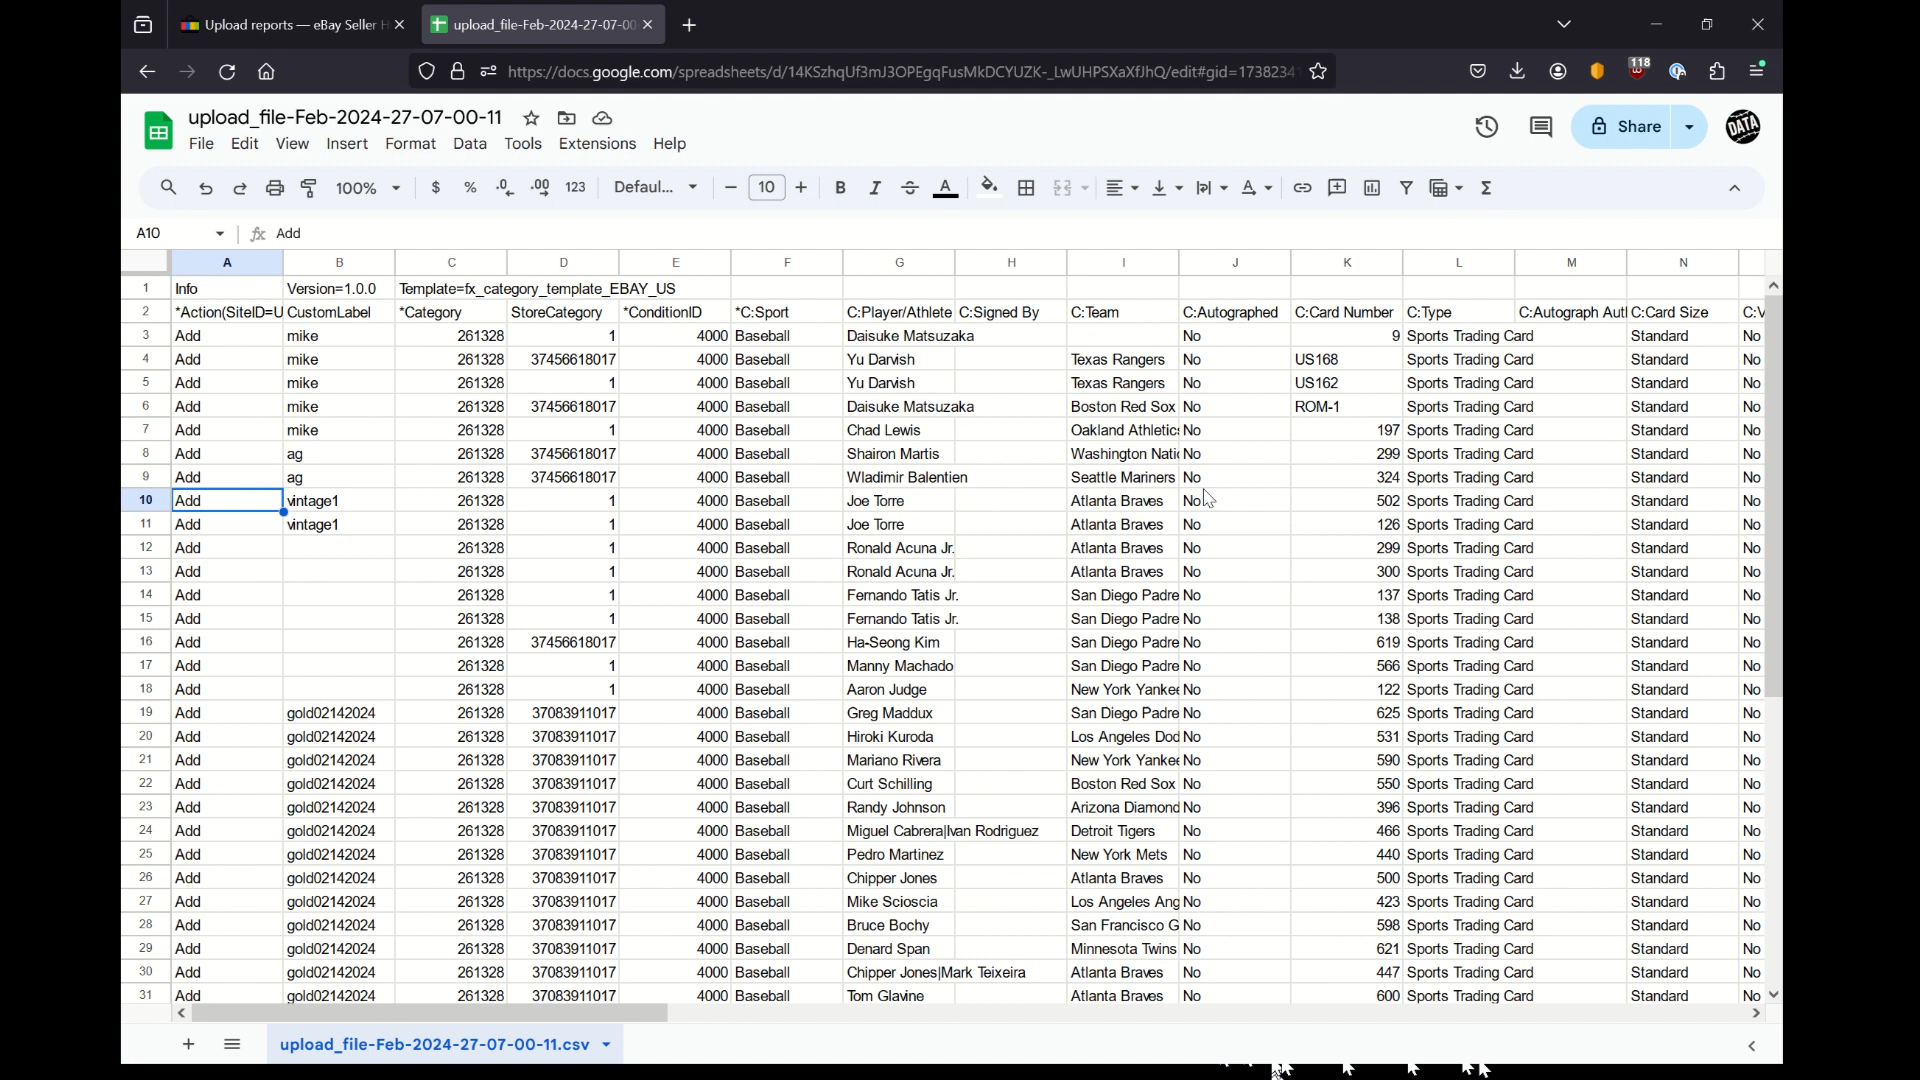 Upload reports — eBay Seller H
upload_file-Feb-2024-27-07-00
https://docs.google.com/spreadsheets/d/14KSzhqUf3mJ3OPEgqFusMkDCYUZK-_LwUHPSXaXfJhQ/edit#gid=1738234
118
upload_file-Feb-2024-27-07-00-11
File Edit View Insert Format Data Tools Extensions Help
Share
DATA
100% $ % .0 .00 123 Defaul... 10 B I A
A10 fx Add
A B C D E F G H I J K L M N
1 Info Version=1.0.0 Template=fx_category_template_EBAY_US
2 *Action(SiteID=U CustomLabel *Category StoreCategory *ConditionID *C:Sport C:Player/Athlete C:Signed By C:Team C:Autographed C:Card Number C:Type C:Autograph Aut C:Card Size C:V
3 Add mike 261328 1 4000 Baseball Daisuke Matsuzaka No 9 Sports Trading Card Standard No
4 Add mike 261328 37456618017 4000 Baseball Yu Darvish Texas Rangers No US168 Sports Trading Card Standard No
5 Add mike 261328 1 4000 Baseball Yu Darvish Texas Rangers No US162 Sports Trading Card Standard No
6 Add mike 261328 37456618017 4000 Baseball Daisuke Matsuzaka Boston Red Sox No ROM-1 Sports Trading Card Standard No
7 Add mike 261328 1 4000 Baseball Chad Lewis Oakland Athletics No 197 Sports Trading Card Standard No
8 Add ag 261328 37456618017 4000 Baseball Shairon Martis Washington Natio No 299 Sports Trading Card Standard No
9 Add ag 261328 37456618017 4000 Baseball Wladimir Balentien Seattle Mariners No 324 Sports Trading Card Standard No
10 Add vintage1 261328 1 4000 Baseball Joe Torre Atlanta Braves No 502 Sports Trading Card Standard No
11 Add vintage1 261328 1 4000 Baseball Joe Torre Atlanta Braves No 126 Sports Trading Card Standard No
12 Add 261328 1 4000 Baseball Ronald Acuna Jr. Atlanta Braves No 299 Sports Trading Card Standard No
13 Add 261328 1 4000 Baseball Ronald Acuna Jr. Atlanta Braves No 300 Sports Trading Card Standard No
14 Add 261328 1 4000 Baseball Fernando Tatis Jr. San Diego Padre No 137 Sports Trading Card Standard No
15 Add 261328 1 4000 Baseball Fernando Tatis Jr. San Diego Padre No 138 Sports Trading Card Standard No
16 Add 261328 37456618017 4000 Baseball Ha-Seong Kim San Diego Padre No 619 Sports Trading Card Standard No
17 Add 261328 1 4000 Baseball Manny Machado San Diego Padre No 566 Sports Trading Card Standard No
18 Add 261328 1 4000 Baseball Aaron Judge New York Yankee No 122 Sports Trading Card Standard No
19 Add gold02142024 261328 37083911017 4000 Baseball Greg Maddux San Diego Padre No 625 Sports Trading Card Standard No
20 Add gold02142024 261328 37083911017 4000 Baseball Hiroki Kuroda Los Angeles Dod No 531 Sports Trading Card Standard No
21 Add gold02142024 261328 37083911017 4000 Baseball Mariano Rivera New York Yankee No 590 Sports Trading Card Standard No
22 Add gold02142024 261328 37083911017 4000 Baseball Curt Schilling Boston Red Sox No 550 Sports Trading Card Standard No
23 Add gold02142024 261328 37083911017 4000 Baseball Randy Johnson Arizona Diamond No 396 Sports Trading Card Standard No
24 Add gold02142024 261328 37083911017 4000 Baseball Miguel Cabrera|Ivan Rodriguez Detroit Tigers No 466 Sports Trading Card Standard No
25 Add gold02142024 261328 37083911017 4000 Baseball Pedro Martinez New York Mets No 440 Sports Trading Card Standard No
26 Add gold02142024 261328 37083911017 4000 Baseball Chipper Jones Atlanta Braves No 500 Sports Trading Card Standard No
27 Add gold02142024 261328 37083911017 4000 Baseball Mike Scioscia Los Angeles Ang No 423 Sports Trading Card Standard No
28 Add gold02142024 261328 37083911017 4000 Baseball Bruce Bochy San Francisco G No 598 Sports Trading Card Standard No
29 Add gold02142024 261328 37083911017 4000 Baseball Denard Span Minnesota Twins No 621 Sports Trading Card Standard No
30 Add gold02142024 261328 37083911017 4000 Baseball Chipper Jones|Mark Teixeira Atlanta Braves No 447 Sports Trading Card Standard No
31 Add gold02142024 261328 37083911017 4000 Baseball Tom Glavine Atlanta Braves No 600 Sports Trading Card Standard No
upload_file-Feb-2024-27-07-00-11.csv